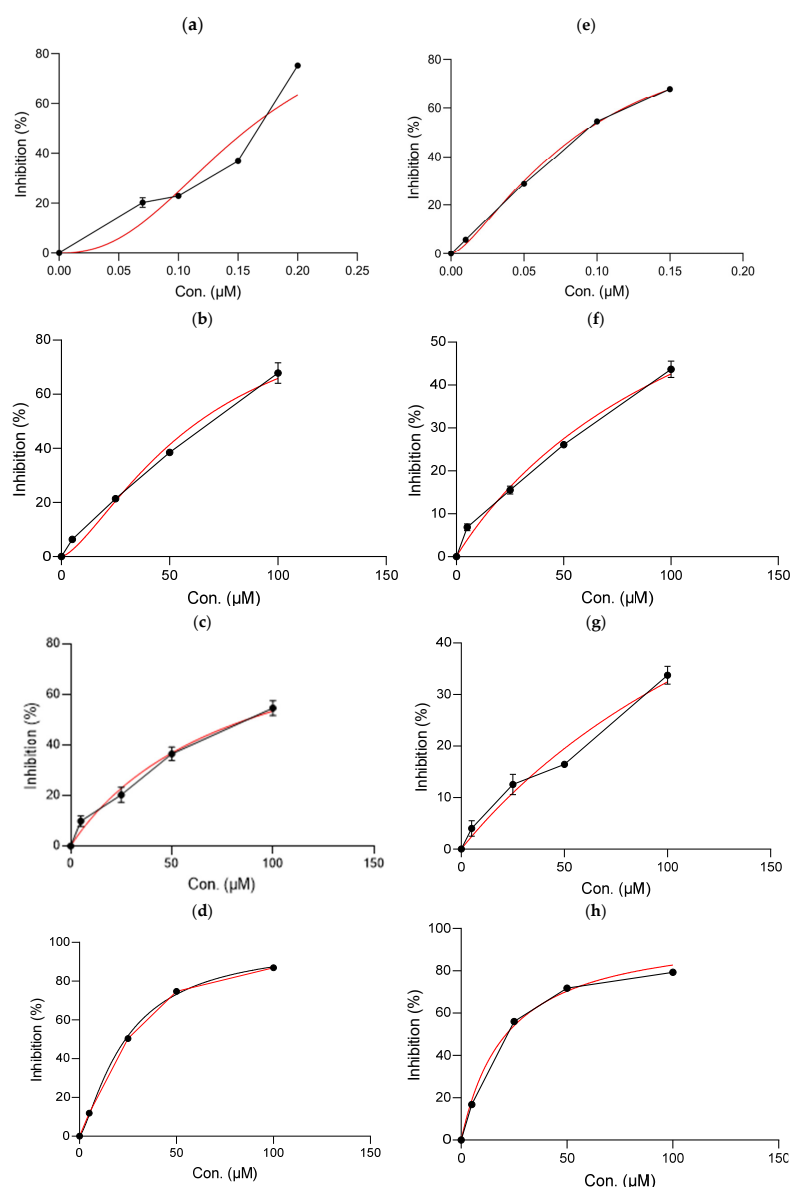 (a)
80
60
40
20
0
Inhibition (%)
0.00 0.05 0.10 0.15 0.20 0.25
Con. (µM)
(e)
80
60
40
20
0
Inhibition (%)
0.00 0.05 0.10 0.15 0.20
Con. (µM)
(b)
80
60
40
20
0
Inhibition (%)
0 50 100 150
Con. (µM)
(f)
50
40
30
20
10
0
Inhibition (%)
0 50 100 150
Con. (µM)
(c)
80
60
40
20
0
Inhibition (%)
0 50 100 150
Con. (µM)
(g)
40
30
20
10
0
Inhibition (%)
0 50 100 150
Con. (µM)
(d)
100
80
60
40
20
0
Inhibition (%)
0 50 100 150
Con. (µM)
(h)
100
80
60
40
20
0
Inhibition (%)
0 50 100 150
Con. (µM)